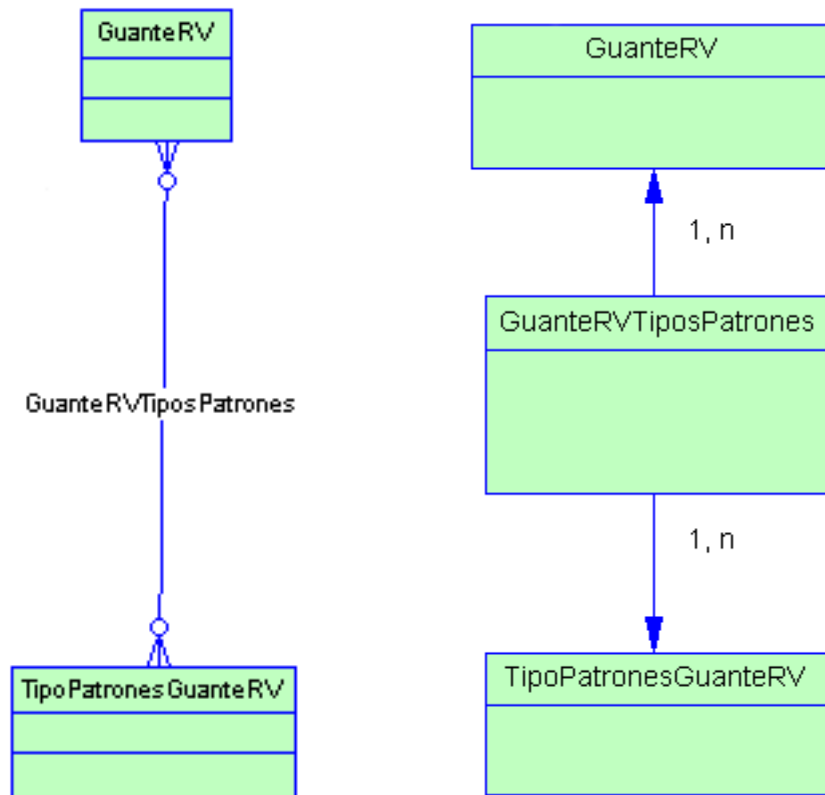 GuanteRV
GuanteRVTiposPatrones
TipoPatronesGuanteRV
GuanteRV
1, n
GuanteRVTiposPatrones
1, n
TipoPatronesGuanteRV